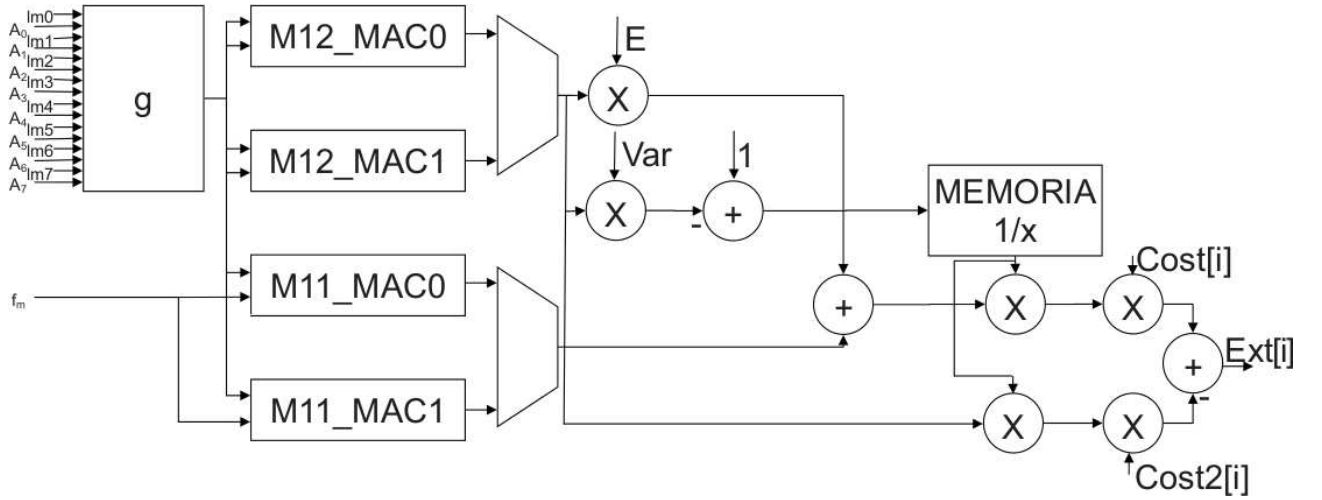 Im0
A0
Im1
A1
Im2
A2
Im3
A3
Im4
A4
Im5
A5
Im6
A6
Im7
A7
g
M12_MAC0
M12_MAC1
fm
M11_MAC0
M11_MAC1
E
X
Var
1
X
-
+
MEMORIA
1/x
+
X
Cost[i]
X
+
Ext[i]
-
X
X
Cost2[i]